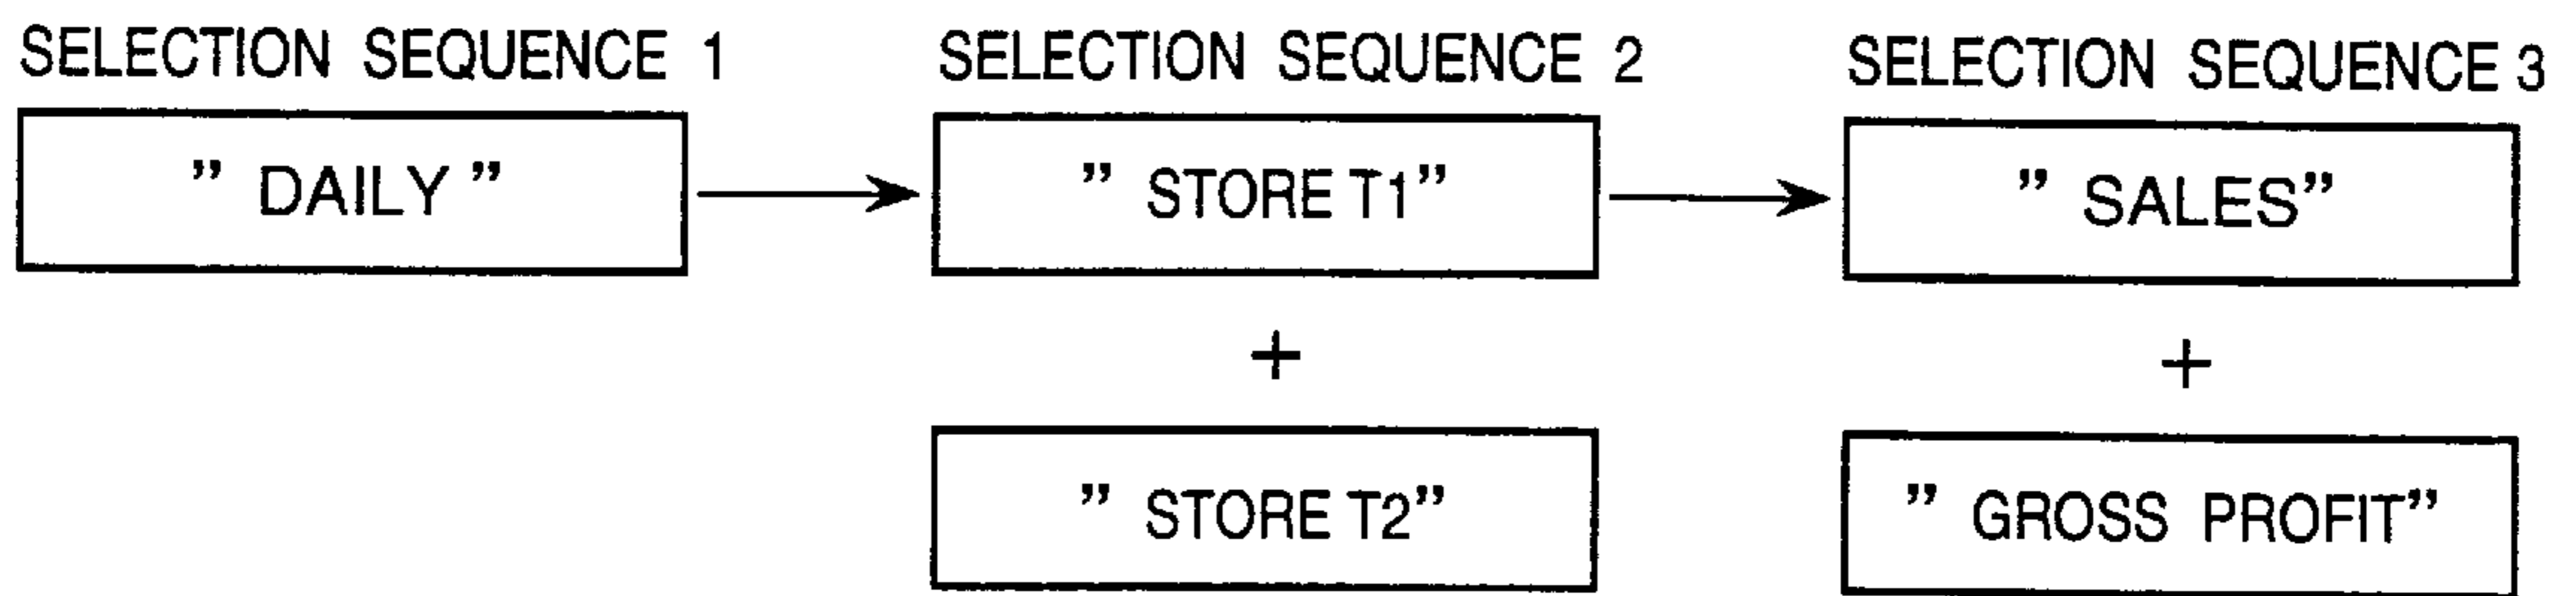 SELECTION SEQUENCE 1
" DAILY "
SELECTION SEQUENCE 2
" STORE T1"
+
" STORE T2"
SELECTION SEQUENCE 3
" SALES"
+
" GROSS PROFIT"